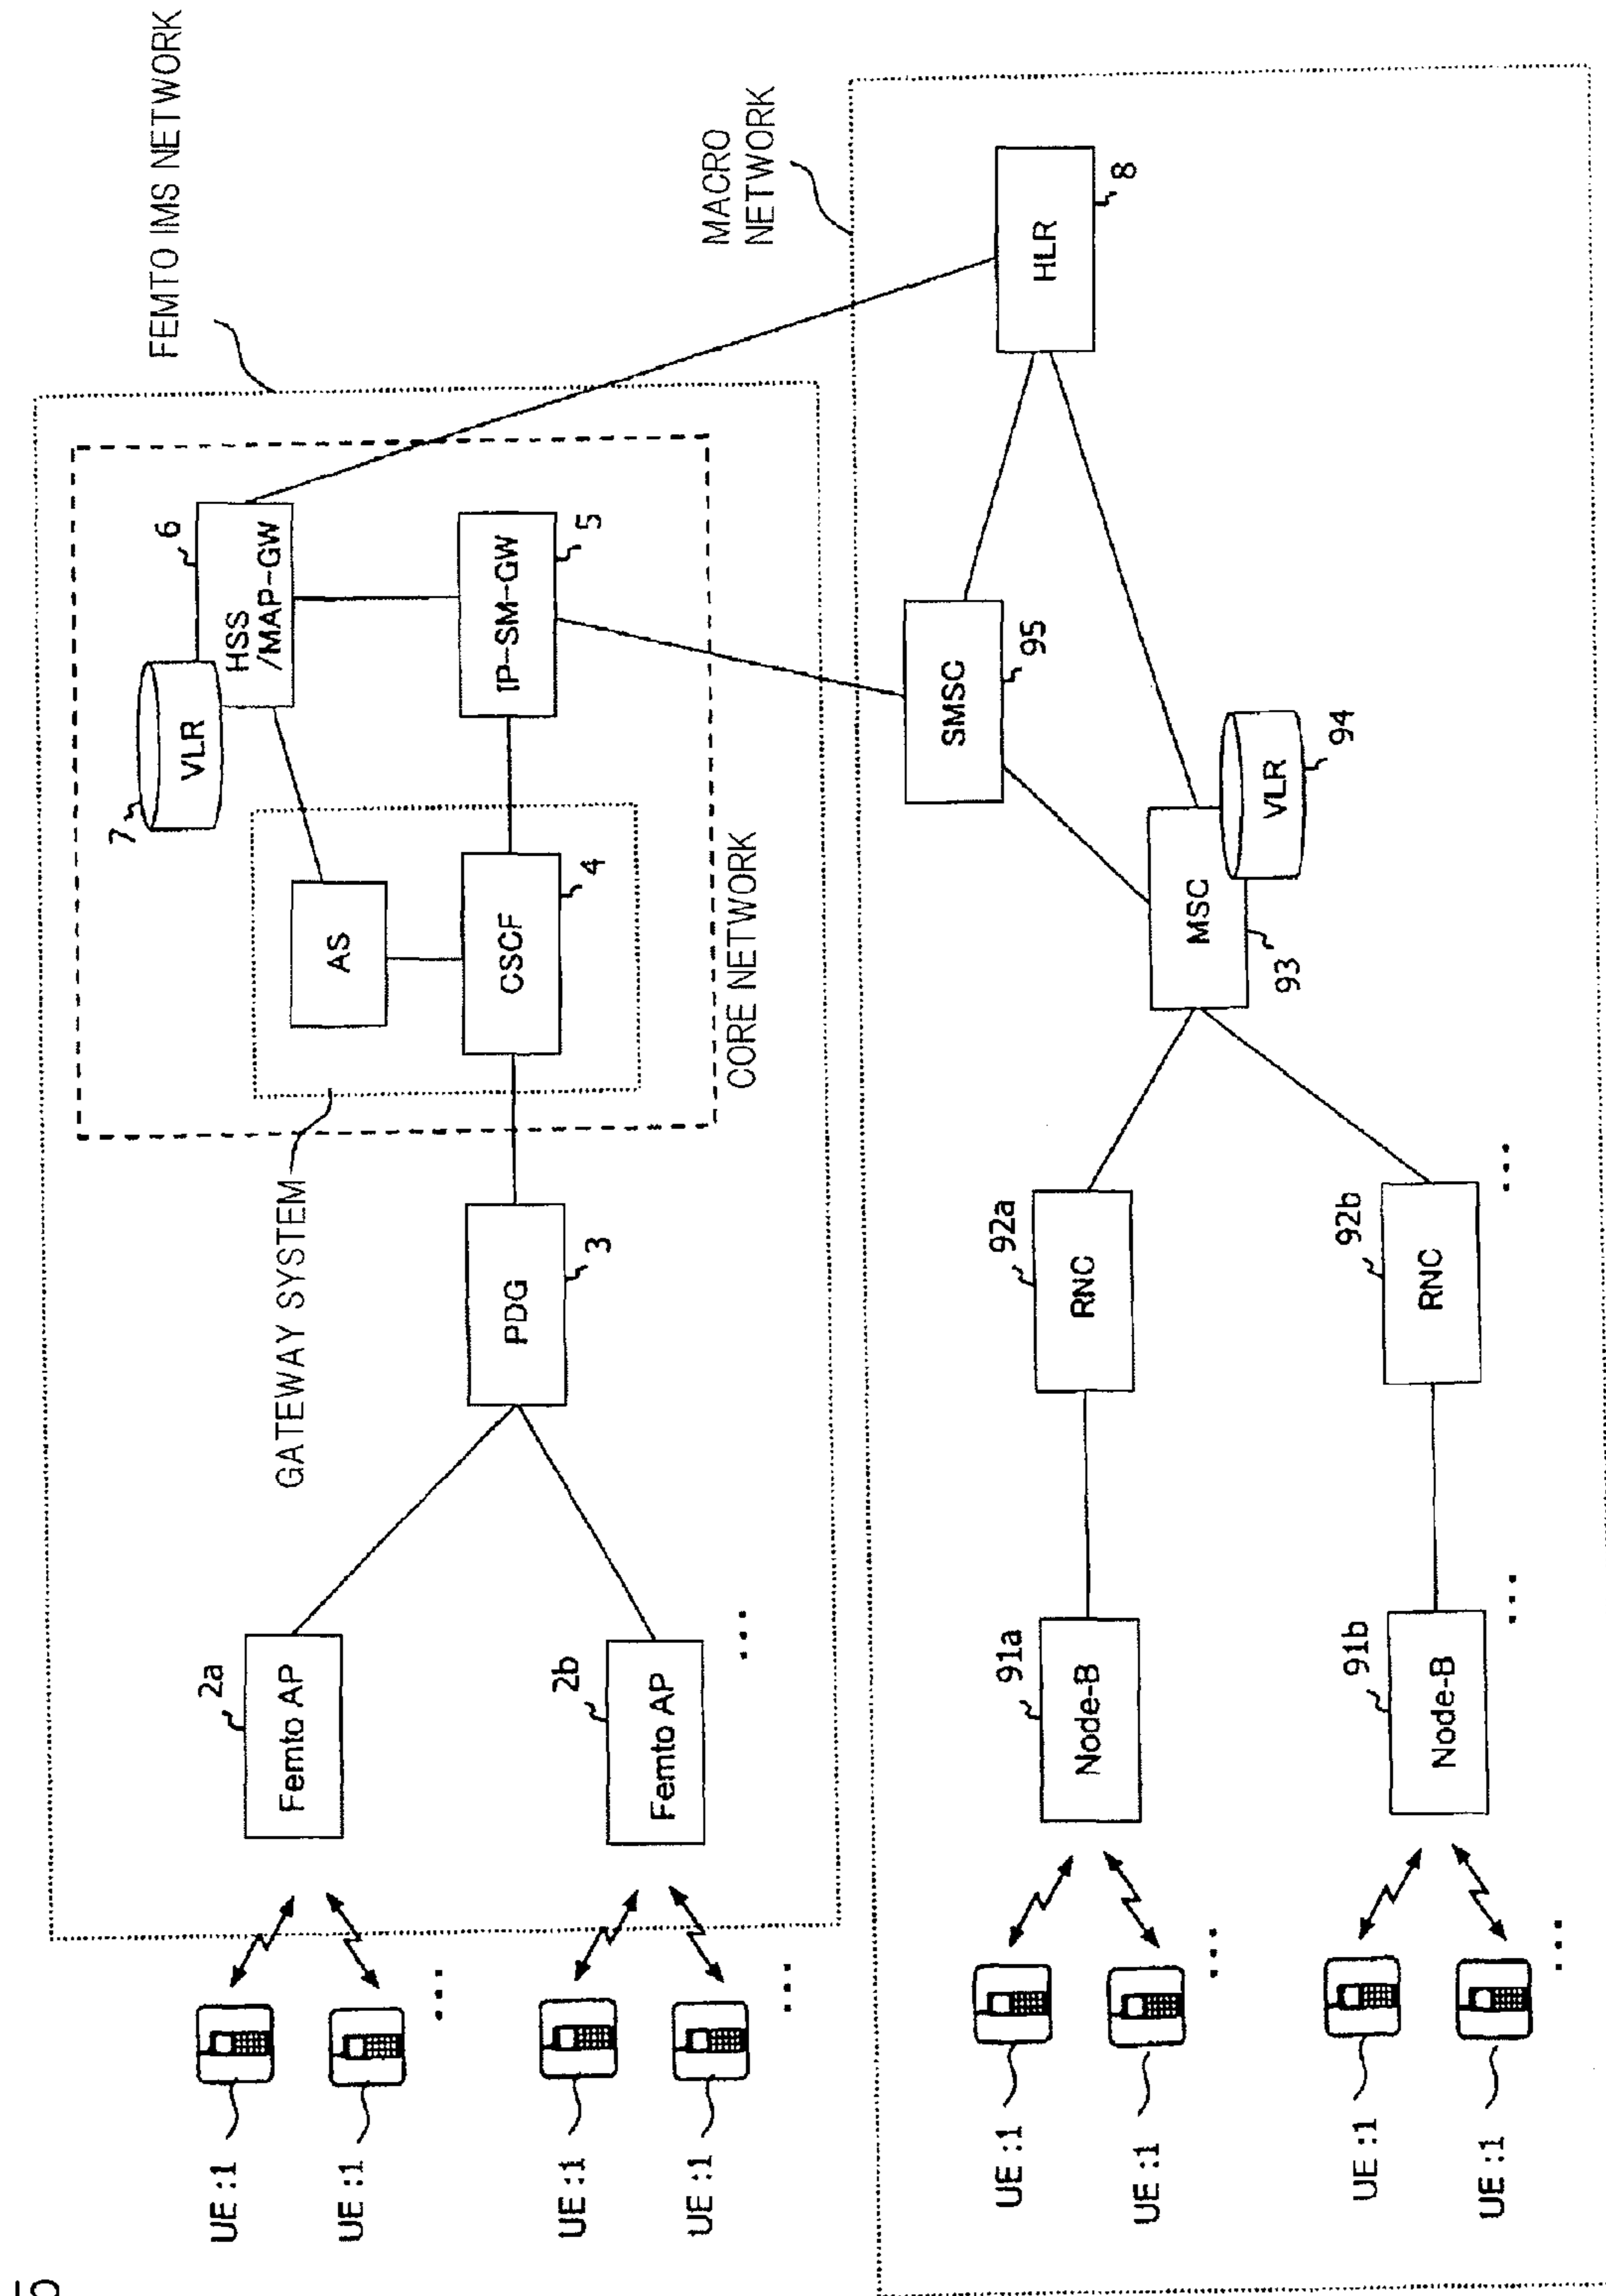 FEMTO IMS NETWORK
MACRO
NETWORK
6
HSS
/MAP-GW
7
VLR
IP-SM-GW
5
AS
CSCF
4
GATEWAY SYSTEM
CORE NETWORK
PDG
3
2a
Femto AP
2b
Femto AP
...
UE :1
UE :1
...
UE :1
UE :1
...
HLR
8
SMSC
95
MSC
93
VLR
94
92a
RNC
92b
RNC
...
91a
Node-B
91b
Node-B
...
UE :1
UE :1
...
UE :1
UE :1
...